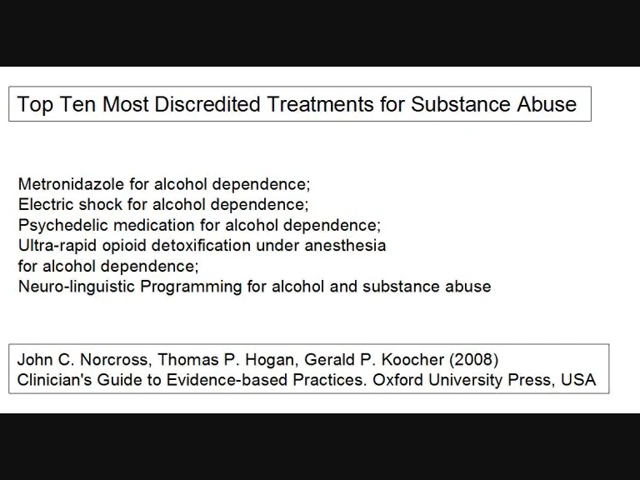 Top Ten Most Discredited Treatments for Substance Abuse
Metronidazole for alcohol dependence;
Electric shock for alcohol dependence;
Psychedelic medication for alcohol dependence;
Ultra-rapid opioid detoxification under anesthesia
for alcohol dependence;
Neuro-linguistic Programming for alcohol and substance abuse
John C. Norcross, Thomas P. Hogan, Gerald P. Koocher (2008)
Clinician's Guide to Evidence-based Practices. Oxford University Press, USA